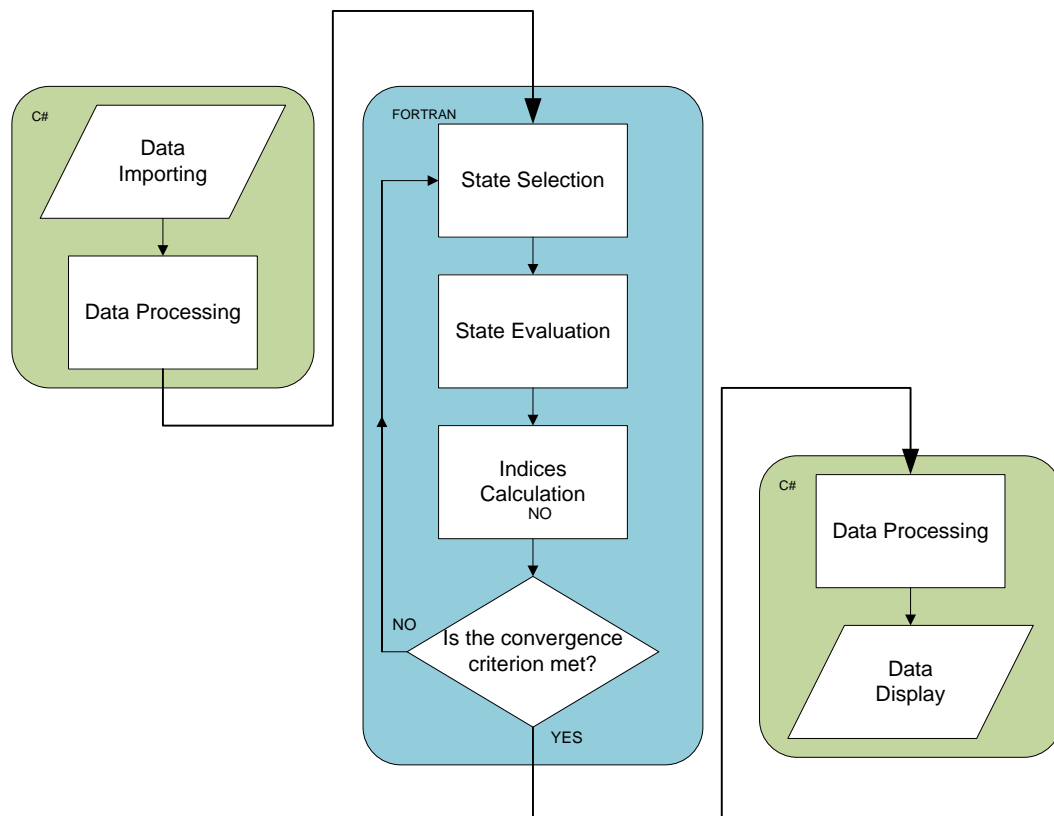 C#
Data
Importing
Data Processing
FORTRAN
State Selection
State Evaluation
Indices
Calculation
NO
NO
Is the convergence
criterion met?
YES
C#
Data Processing
Data
Display